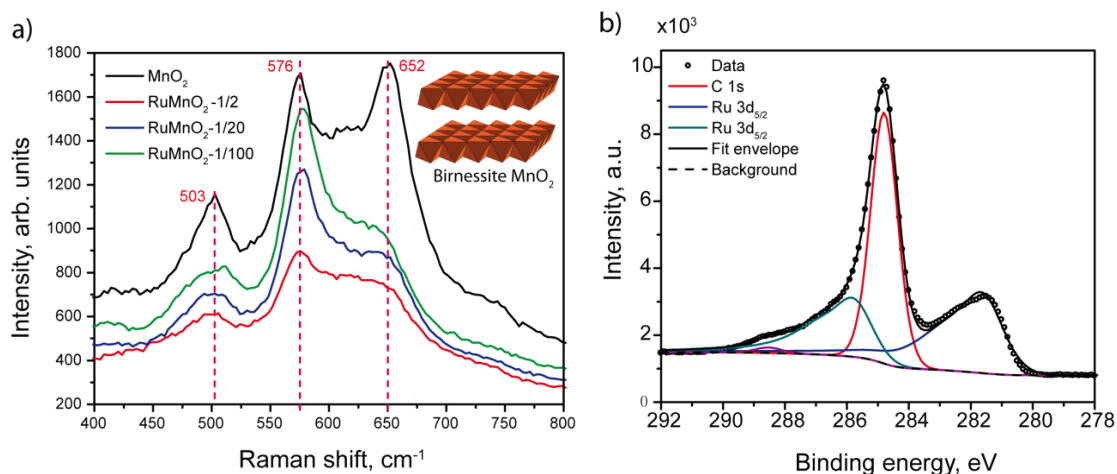 a)
1800
1600
1400
1200
1000
800
600
400
200
Intensity, arb. units
400 450 500 550 600 650 700 750 800
Raman shift, cm⁻¹
MnO₂
RuMnO₂-1/2
RuMnO₂-1/20
RuMnO₂-1/100
503
576
652
Birnessite MnO₂
b)
x10³
10
8
6
4
2
0
Intensity, a.u.
292 290 288 286 284 282 280 278
Binding energy, eV
Data
C 1s
Ru 3d₅/₂
Ru 3d₅/₂
Fit envelope
Background